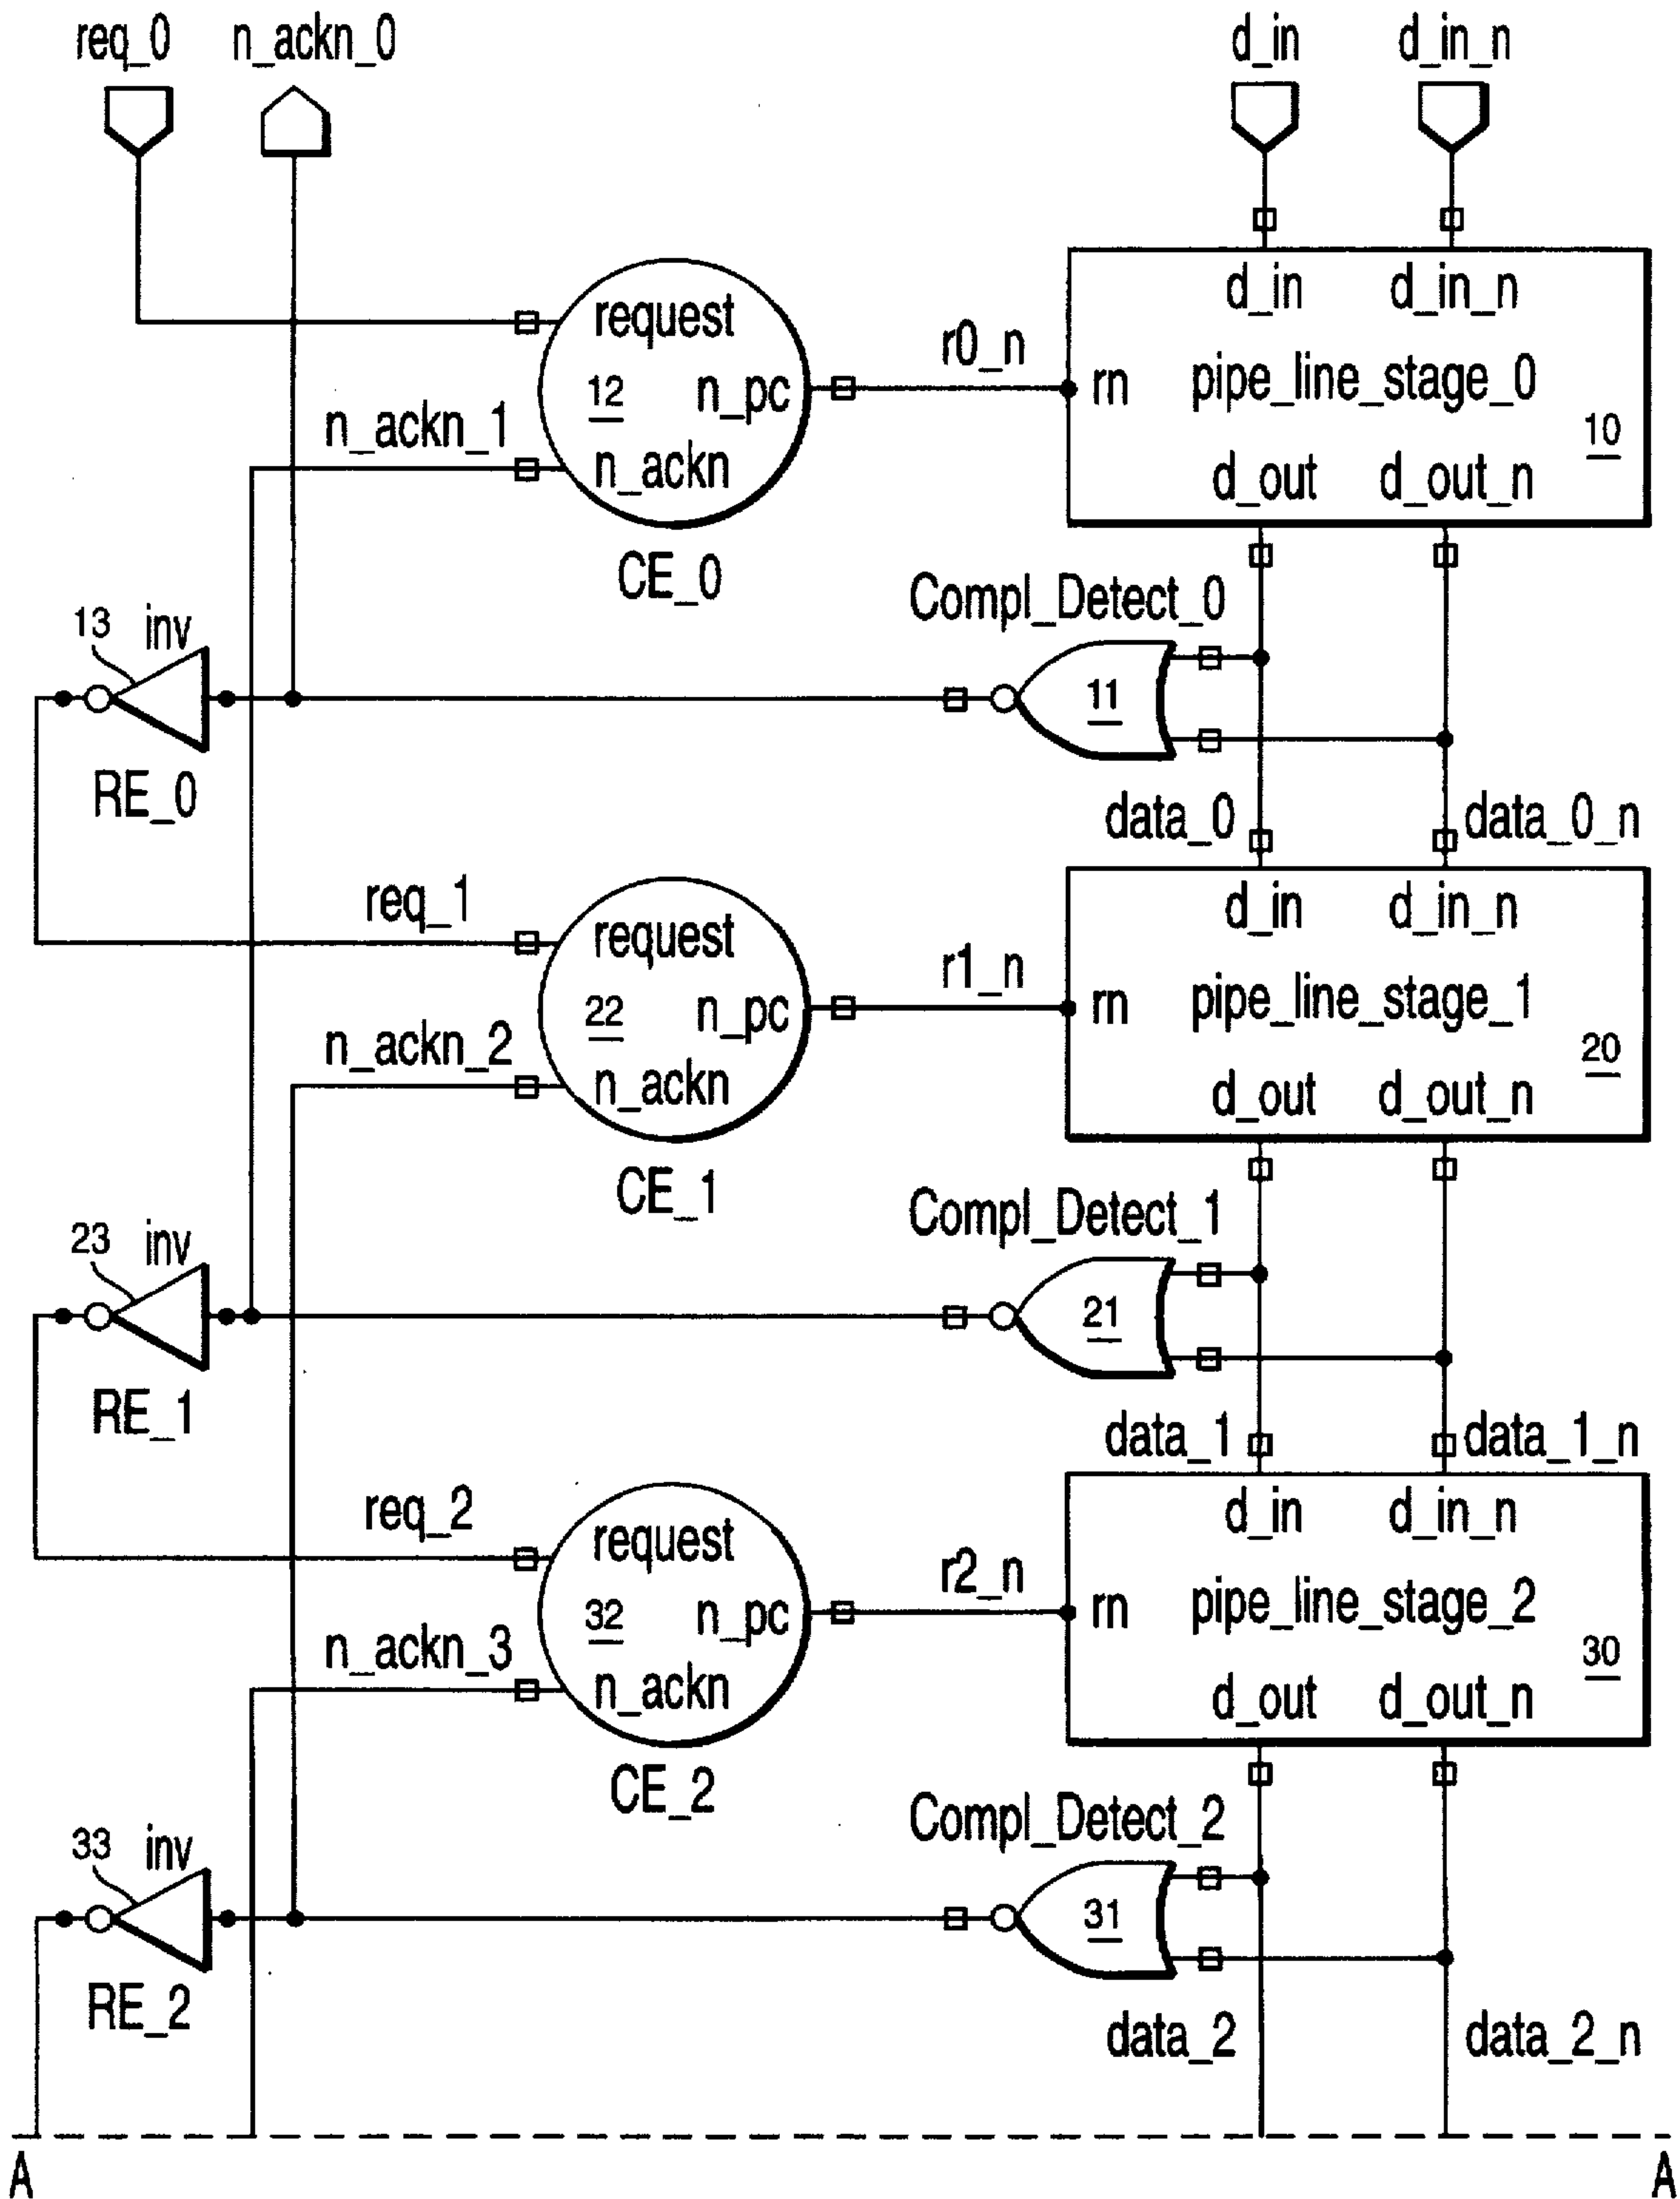 req_0 n_ackn_0 d_in d_in_n
request
12 n_pc
n_ackn_1
n_ackn
CE_0
r0_n
d_in d_in_n
rn pipe_line_stage_0
10
d_out d_out_n
Compl_Detect_0
13 inv
11
RE_0
data_0 data_0_n
req_1
request
22 n_pc
n_ackn_2
n_ackn
CE_1
r1_n
d_in d_in_n
rn pipe_line_stage_1
20
d_out d_out_n
Compl_Detect_1
23 inv
21
RE_1
data_1 data_1_n
req_2
request
32 n_pc
n_ackn_3
n_ackn
CE_2
r2_n
d_in d_in_n
rn pipe_line_stage_2
30
d_out d_out_n
Compl_Detect_2
33 inv
31
RE_2
data_2 data_2_n
A A